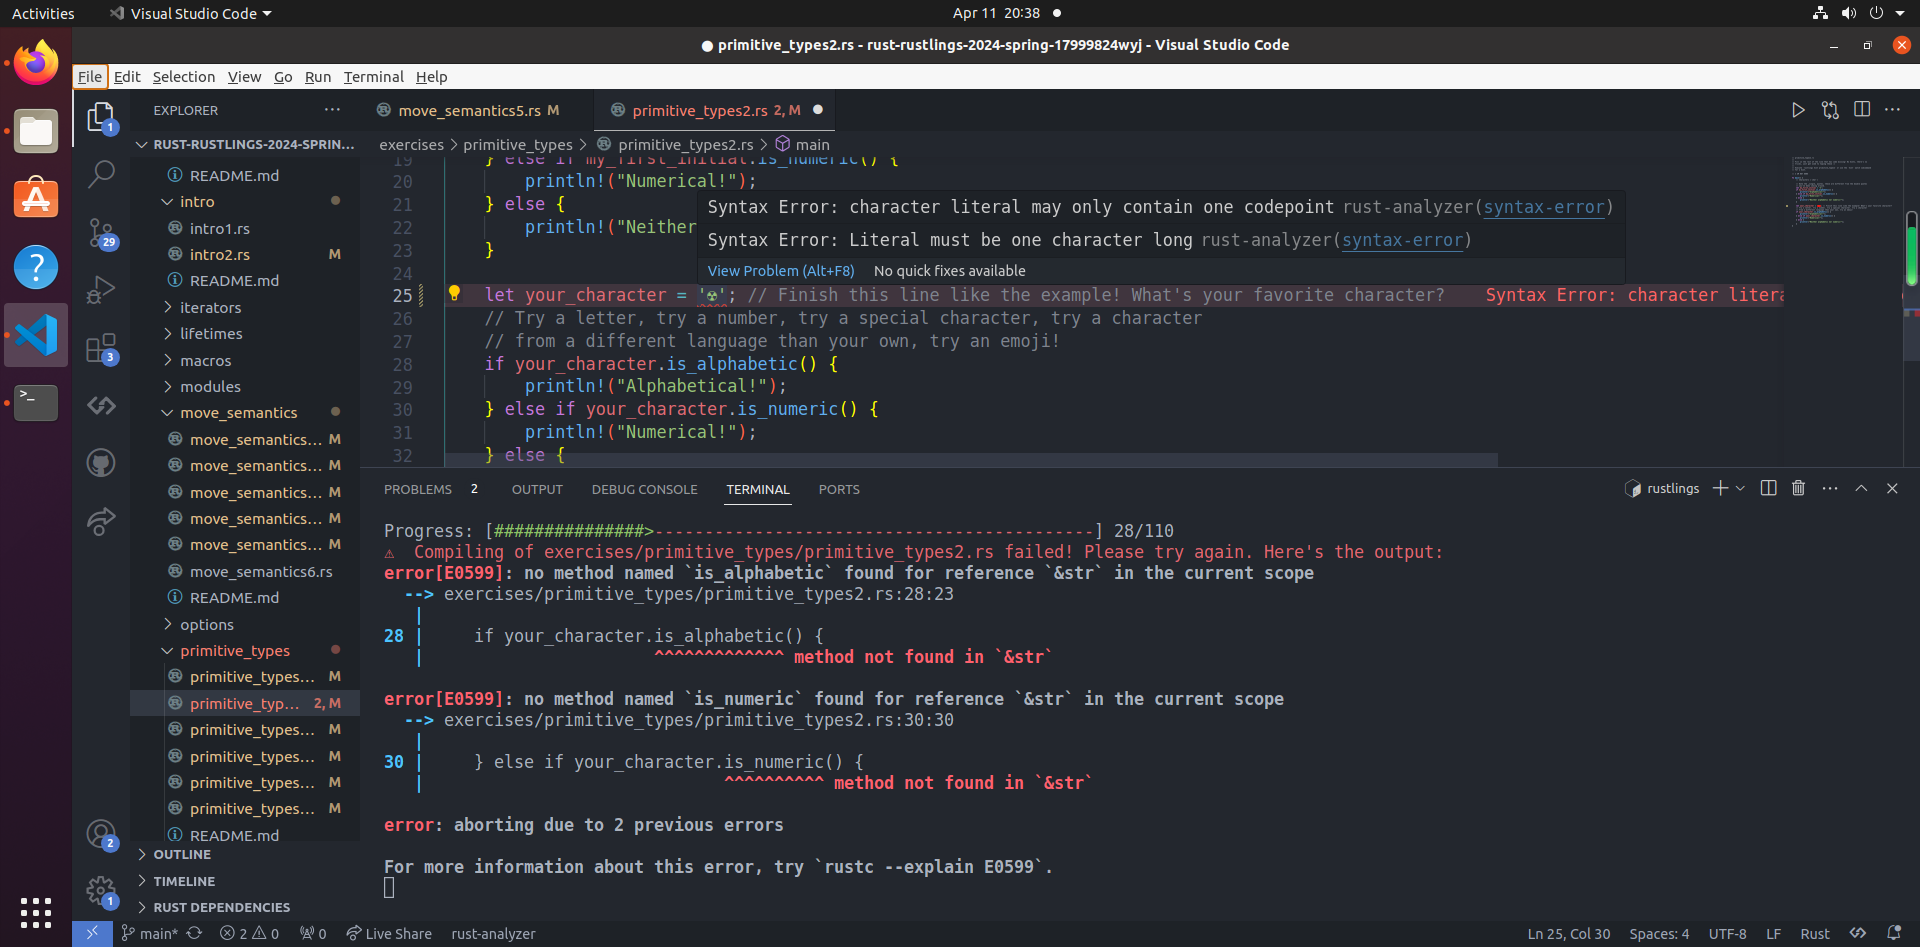 Activities
Visual Studio Code
Apr 11 20:38
primitive_types2.rs - rust-rustlings-2024-spring-17999824wyj - Visual Studio Code
File Edit Selection View Go Run Terminal Help
EXPLORER
move_semantics5.rs M
primitive_types2.rs 2, M
RUST-RUSTLINGS-2024-SPRIN...
exercises > primitive_types > primitive_types2.rs > main
README.md
intro
intro1.rs
intro2.rs M
README.md
iterators
lifetimes
macros
modules
move_semantics
move_semantics... M
move_semantics... M
move_semantics... M
move_semantics... M
move_semantics... M
move_semantics6.rs
README.md
options
primitive_types
primitive_types... M
primitive_typ... 2, M
primitive_types... M
primitive_types... M
primitive_types... M
primitive_types... M
README.md
OUTLINE
TIMELINE
RUST DEPENDENCIES
1
29
3
2
1
19 } else if my_first_initial.is_numeric() {
20 println!("Numerical!");
21 } else {
22 println!("Neither
23 }
24
25 let your_character = '☢'; // Finish this line like the example! What's your favorite character? Syntax Error: character litera
26 // Try a letter, try a number, try a special character, try a character
27 // from a different language than your own, try an emoji!
28 if your_character.is_alphabetic() {
29 println!("Alphabetical!");
30 } else if your_character.is_numeric() {
31 println!("Numerical!");
32 } else {
Syntax Error: character literal may only contain one codepoint rust-analyzer(syntax-error)
Syntax Error: Literal must be one character long rust-analyzer(syntax-error)
View Problem (Alt+F8) No quick fixes available
PROBLEMS 2 OUTPUT DEBUG CONSOLE TERMINAL PORTS
rustlings
Progress: [###############>--------------------------------------------] 28/110
⚠ Compiling of exercises/primitive_types/primitive_types2.rs failed! Please try again. Here's the output:
error[E0599]: no method named `is_alphabetic` found for reference `&str` in the current scope
--> exercises/primitive_types/primitive_types2.rs:28:23
|
28 | if your_character.is_alphabetic() {
| ^^^^^^^^^^^^^ method not found in `&str`
error[E0599]: no method named `is_numeric` found for reference `&str` in the current scope
--> exercises/primitive_types/primitive_types2.rs:30:30
|
30 | } else if your_character.is_numeric() {
| ^^^^^^^^^^ method not found in `&str`
error: aborting due to 2 previous errors
For more information about this error, try `rustc --explain E0599`.
main* 2 0 0 Live Share rust-analyzer
Ln 25, Col 30 Spaces: 4 UTF-8 LF Rust